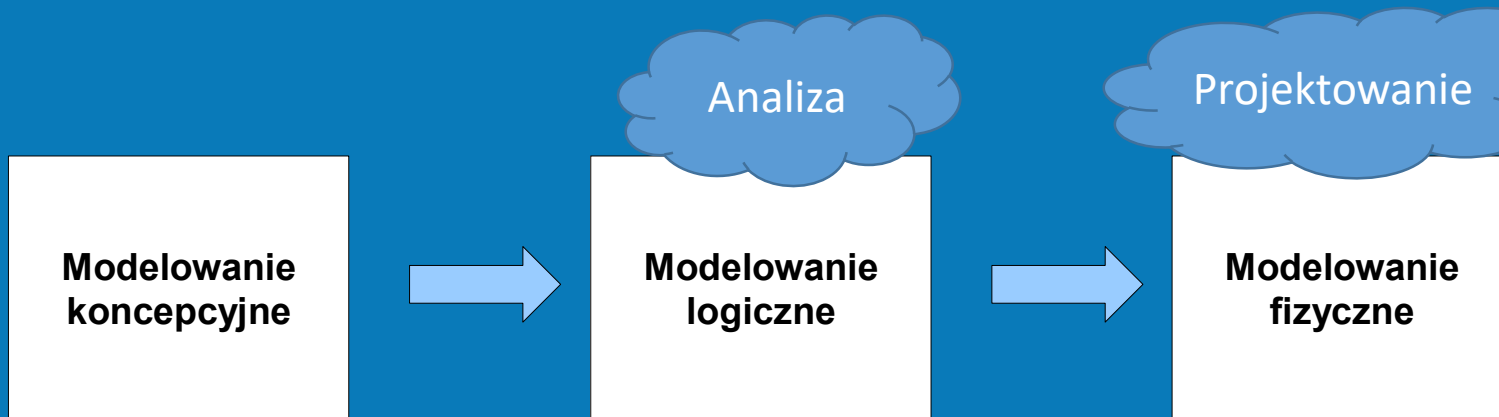 Analiza
Projektowanie
Modelowanie
koncepcyjne
Modelowanie
logiczne
Modelowanie
fizyczne